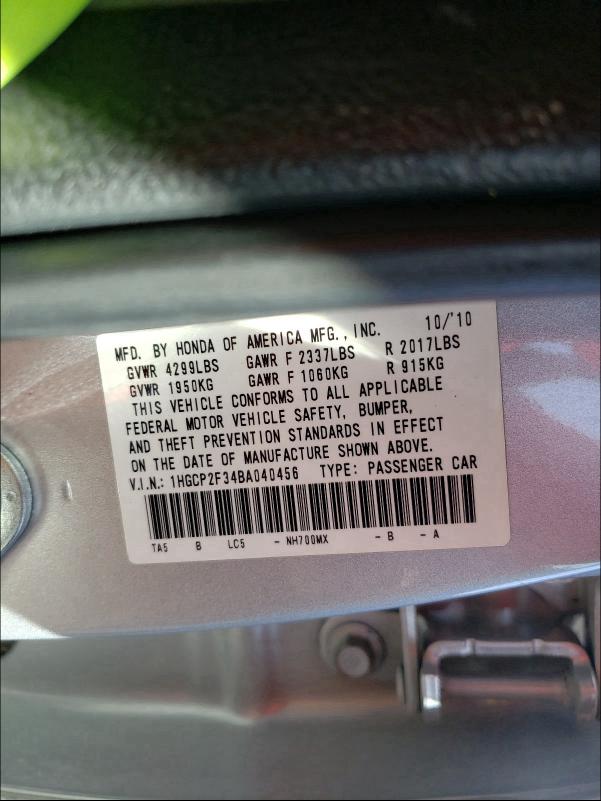 MFD. BY HONDA OF AMERICA MFG., INC. 10/'10
GVWR 4299LBS GAWR F 2337LBS R 2017LBS
GVWR 1950KG GAWR F 1060KG R 915KG
THIS VEHICLE CONFORMS TO ALL APPLICABLE
FEDERAL MOTOR VEHICLE SAFETY, BUMPER,
AND THEFT PREVENTION STANDARDS IN EFFECT
ON THE DATE OF MANUFACTURE SHOWN ABOVE.
V.I.N.: 1HGCP2F34BA040456 TYPE: PASSENGER CAR
TA5 B LC5 - NH700MX - B - A